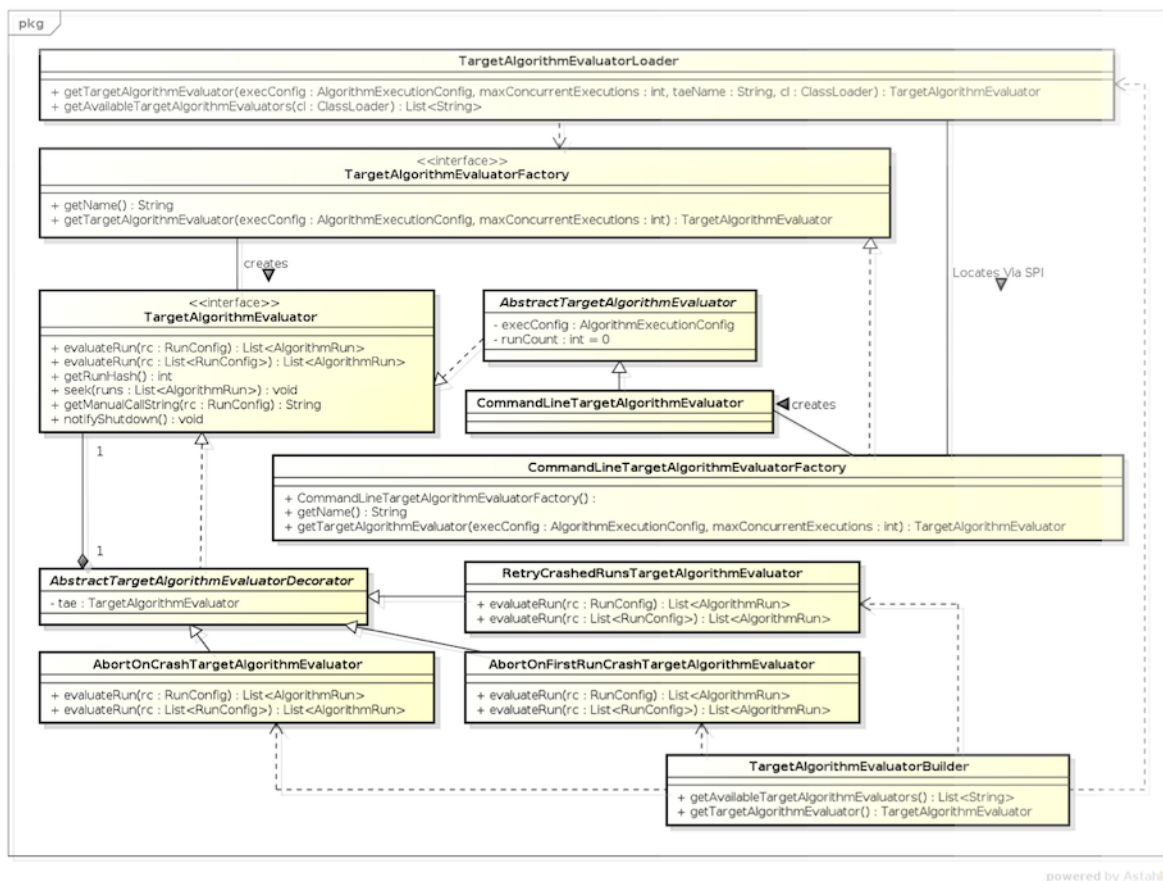 pkg
TargetAlgorithmEvaluatorLoader
+ getTargetAlgorithmEvaluator(execConfig : AlgorithmExecutionConfig, maxConcurrentExecutions : int, taeName : String, cl : ClassLoader) : TargetAlgorithmEvaluator
+ getAvailableTargetAlgorithmEvaluators(cl : ClassLoader) : List<String>
<<interface>>
TargetAlgorithmEvaluatorFactory
+ getName() : String
+ getTargetAlgorithmEvaluator(execConfig : AlgorithmExecutionConfig, maxConcurrentExecutions : int) : TargetAlgorithmEvaluator
creates
Locates Via SPI
<<interface>>
TargetAlgorithmEvaluator
+ evaluateRun(rc : RunConfig) : List<AlgorithmRun>
+ evaluateRun(rc : List<RunConfig>) : List<AlgorithmRun>
+ getRunHash() : int
+ seek(runs : List<AlgorithmRun>) : void
+ getManualCallString(rc : RunConfig) : String
+ notifyShutdown() : void
AbstractTargetAlgorithmEvaluator
- execConfig : AlgorithmExecutionConfig
- runCount : int = 0
CommandLineTargetAlgorithmEvaluator
creates
1
CommandLineTargetAlgorithmEvaluatorFactory
+ CommandLineTargetAlgorithmEvaluatorFactory() :
+ getName() : String
+ getTargetAlgorithmEvaluator(execConfig : AlgorithmExecutionConfig, maxConcurrentExecutions : int) : TargetAlgorithmEvaluator
1
AbstractTargetAlgorithmEvaluatorDecorator
- tae : TargetAlgorithmEvaluator
RetryCrashedRunsTargetAlgorithmEvaluator
+ evaluateRun(rc : RunConfig) : List<AlgorithmRun>
+ evaluateRun(rc : List<RunConfig>) : List<AlgorithmRun>
AbortOnCrashTargetAlgorithmEvaluator
+ evaluateRun(rc : RunConfig) : List<AlgorithmRun>
+ evaluateRun(rc : List<RunConfig>) : List<AlgorithmRun>
AbortOnFirstRunCrashTargetAlgorithmEvaluator
+ evaluateRun(rc : RunConfig) : List<AlgorithmRun>
+ evaluateRun(rc : List<RunConfig>) : List<AlgorithmRun>
TargetAlgorithmEvaluatorBuilder
+ getAvailableTargetAlgorithmEvaluators() : List<String>
+ getTargetAlgorithmEvaluator() : TargetAlgorithmEvaluator
powered by Astah